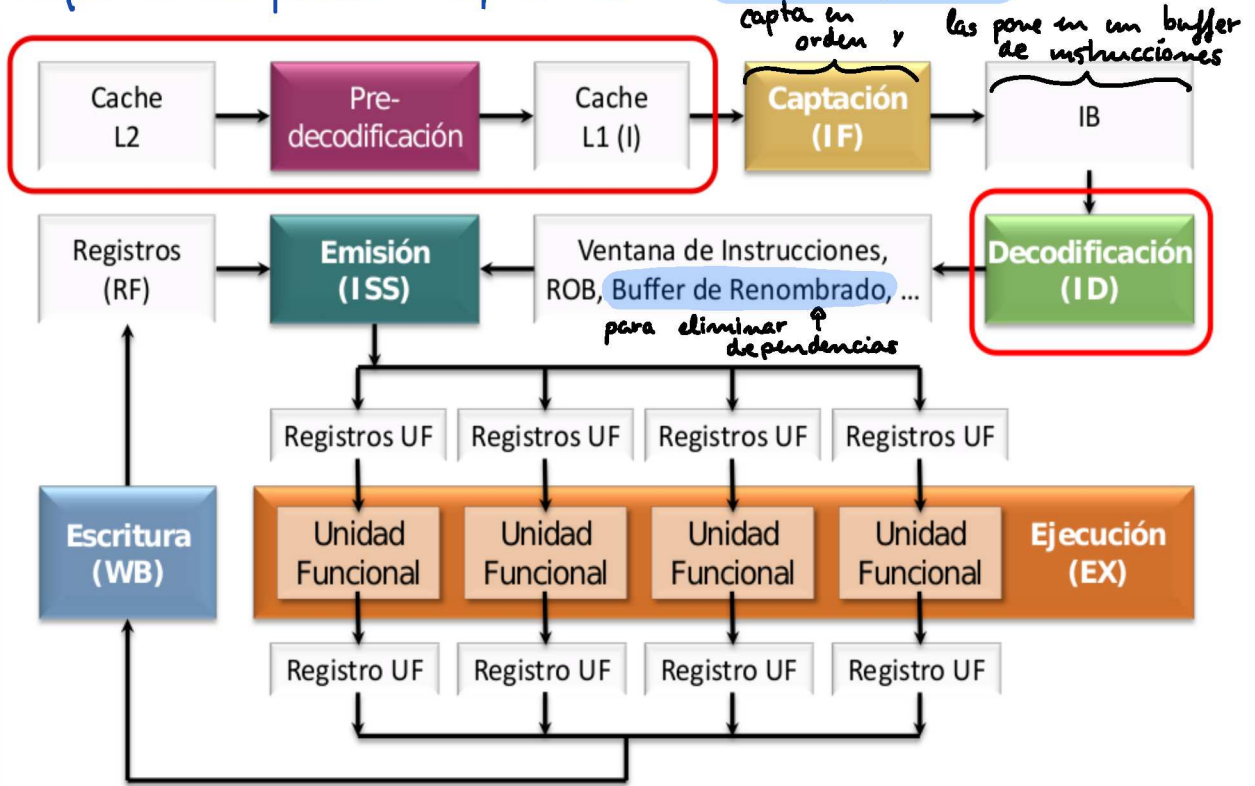 capta en
orden y
las pone en un buffer
de instrucciones
Cache
L2
Pre-
decodificación
Cache
L1 (I)
Captación
(IF)
IB
Registros
(RF)
Emisión
(ISS)
Ventana de Instrucciones,
ROB, Buffer de Renombrado, ...
para eliminar
dependencias
Decodificación
(ID)
Registros UF
Registros UF
Registros UF
Registros UF
Escritura
(WB)
Unidad
Funcional
Unidad
Funcional
Unidad
Funcional
Unidad
Funcional
Ejecución
(EX)
Registro UF
Registro UF
Registro UF
Registro UF